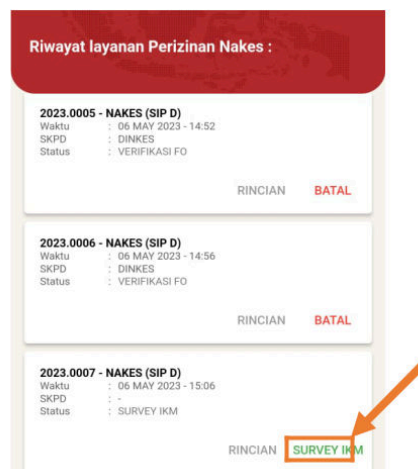 Riwayat layanan Perizinan Nakes :
2023.0005 - NAKES (SIP D)
Waktu : 06 MAY 2023 - 14:52
SKPD : DINKES
Status : VERIFIKASI FO
RINCIAN BATAL
2023.0006 - NAKES (SIP D)
Waktu : 06 MAY 2023 - 14:56
SKPD : DINKES
Status : VERIFIKASI FO
RINCIAN BATAL
2023.0007 - NAKES (SIP D)
Waktu : 06 MAY 2023 - 15:06
SKPD : -
Status : SURVEY IKM
RINCIAN SURVEY IKM